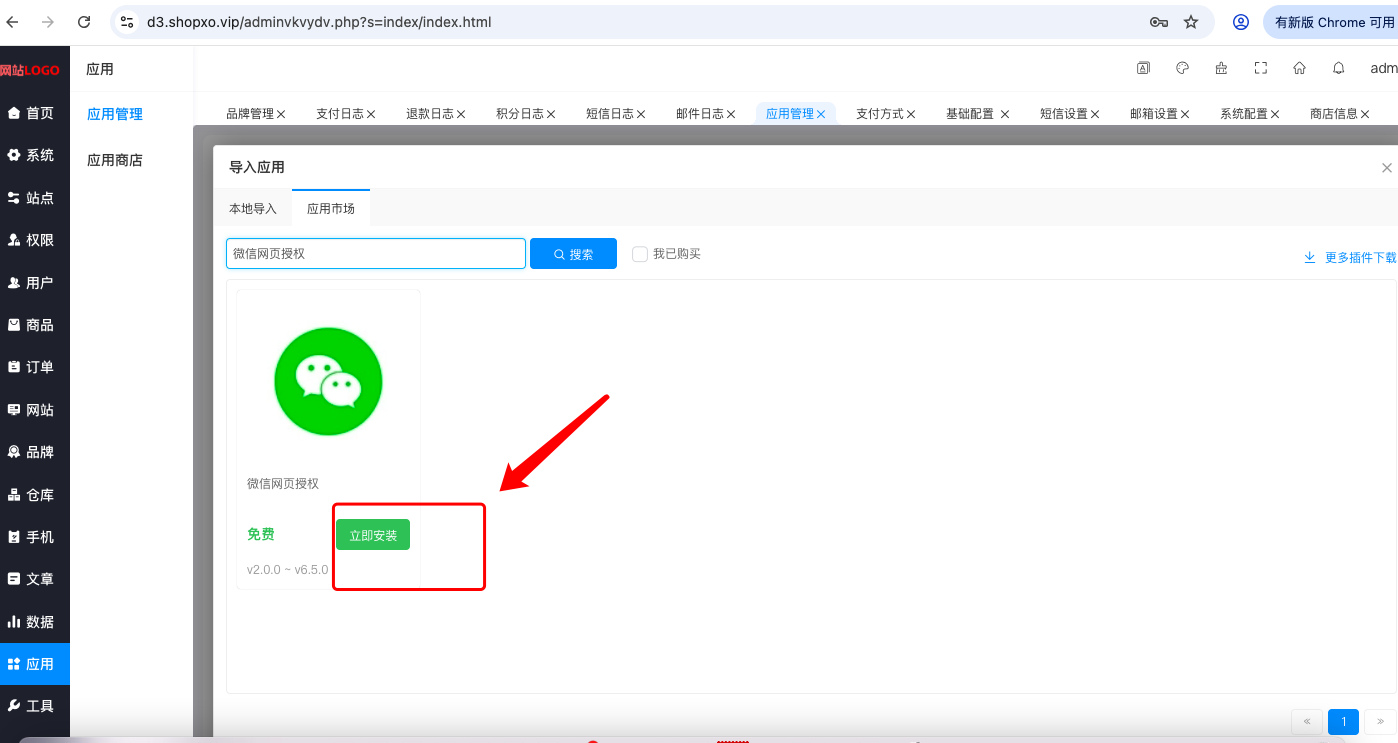 d3.shopxo.vip/adminvkvydv.php?s=index/index.html
有新版 Chrome 可用
网站LOGO
应用
adm
首页
应用管理
品牌管理
支付日志
退款日志
积分日志
短信日志
邮件日志
应用管理
支付方式
基础配置
短信设置
邮箱设置
系统配置
商店信息
系统
应用商店
导入应用
站点
本地导入
应用市场
权限
微信网页授权
搜索
我已购买
更多插件下载
用户
商品
订单
网站
品牌
微信网页授权
仓库
免费
立即安装
手机
v2.0.0 ~ v6.5.0
文章
数据
应用
工具
«
1
»